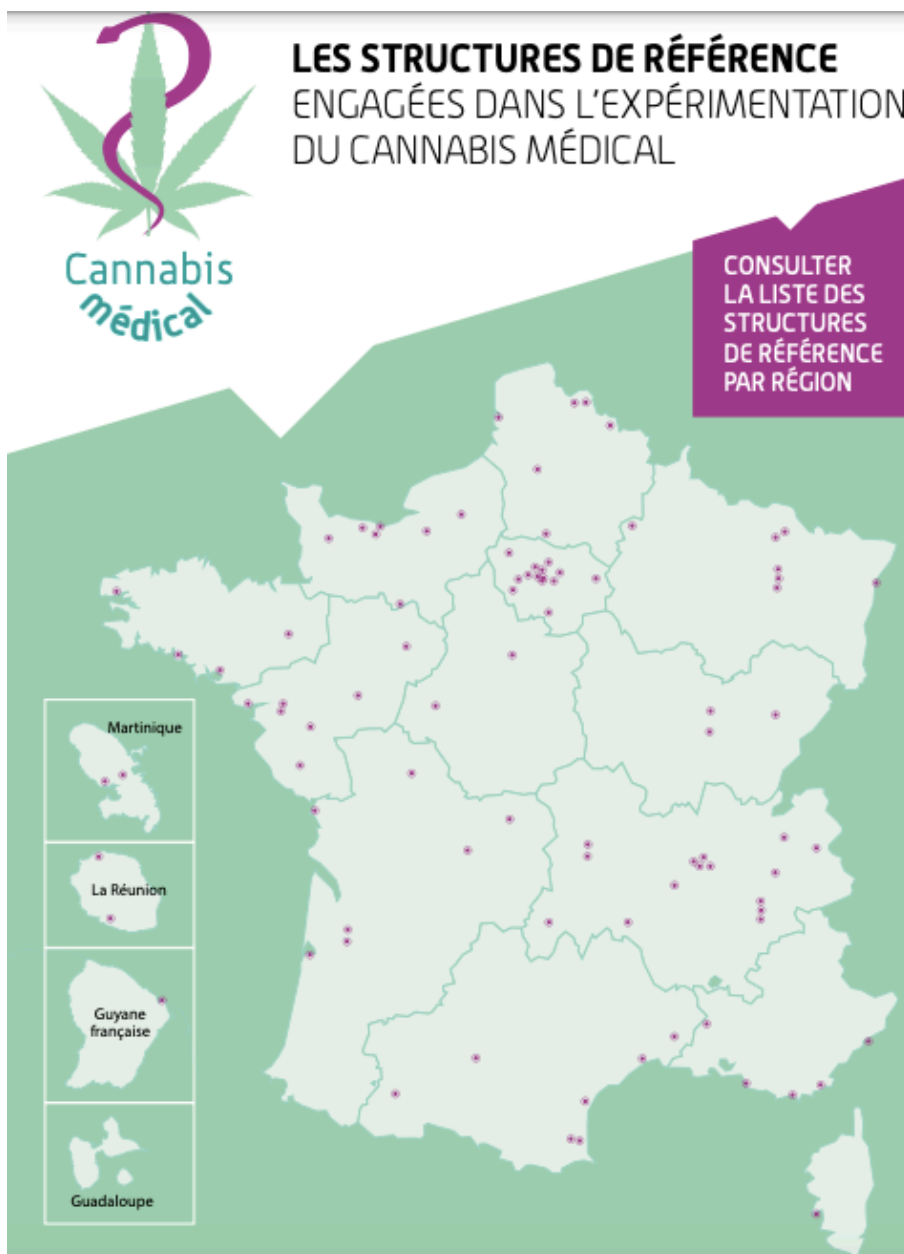 LES STRUCTURES DE RÉFÉRENCE
ENGAGÉES DANS L'EXPÉRIMENTATION
DU CANNABIS MÉDICAL
Cannabis
médical
CONSULTER
LA LISTE DES
STRUCTURES
DE RÉFÉRENCE
PAR RÉGION
Martinique
La Réunion
Guyane
française
Guadaloupe